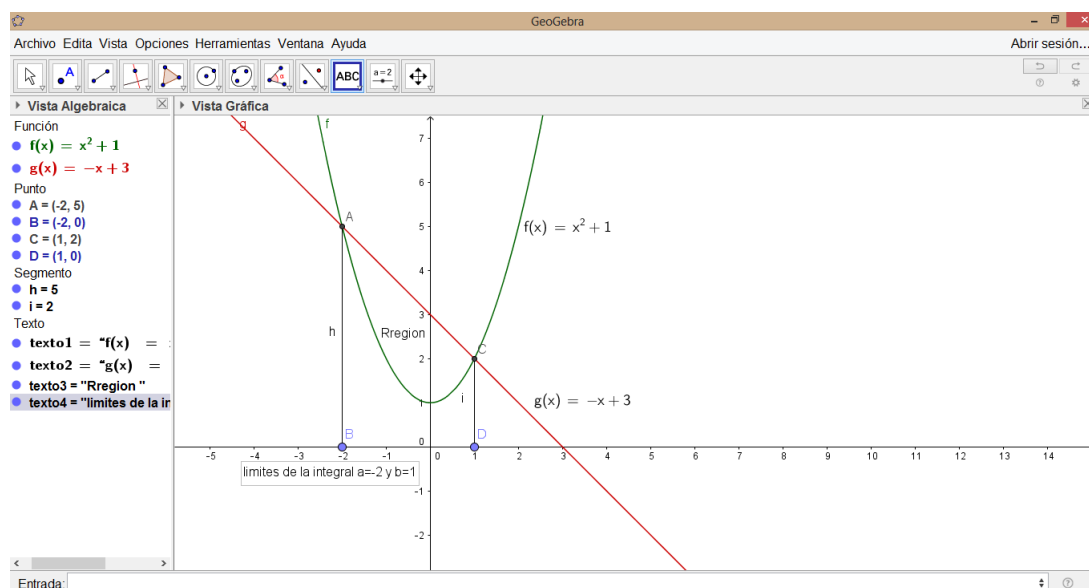 GeoGebra
Archivo Edita Vista Opciones Herramientas Ventana Ayuda
Abrir sesión...
A
ABC
a=2
Vista Algebraica
Vista Gráfica
Función
f(x) = x² + 1
g(x) = −x + 3
Punto
A = (-2, 5)
B = (-2, 0)
C = (1, 2)
D = (1, 0)
Segmento
h = 5
i = 2
Texto
texto1 = “f(x) =
texto2 = “g(x) =
texto3 = "Rregion "
texto4 = "limites de la in
g
f
7
6
A
5
f(x) = x² + 1
4
3
h
Rregion
C
2
i
g(x) = −x + 3
1
B
D
0
-5 -4 -3 -2 -1 0 1 2 3 4 5 6 7 8 9 10 11 12 13 14
limites de la integral a=-2 y b=1
-1
-2
Entrada: